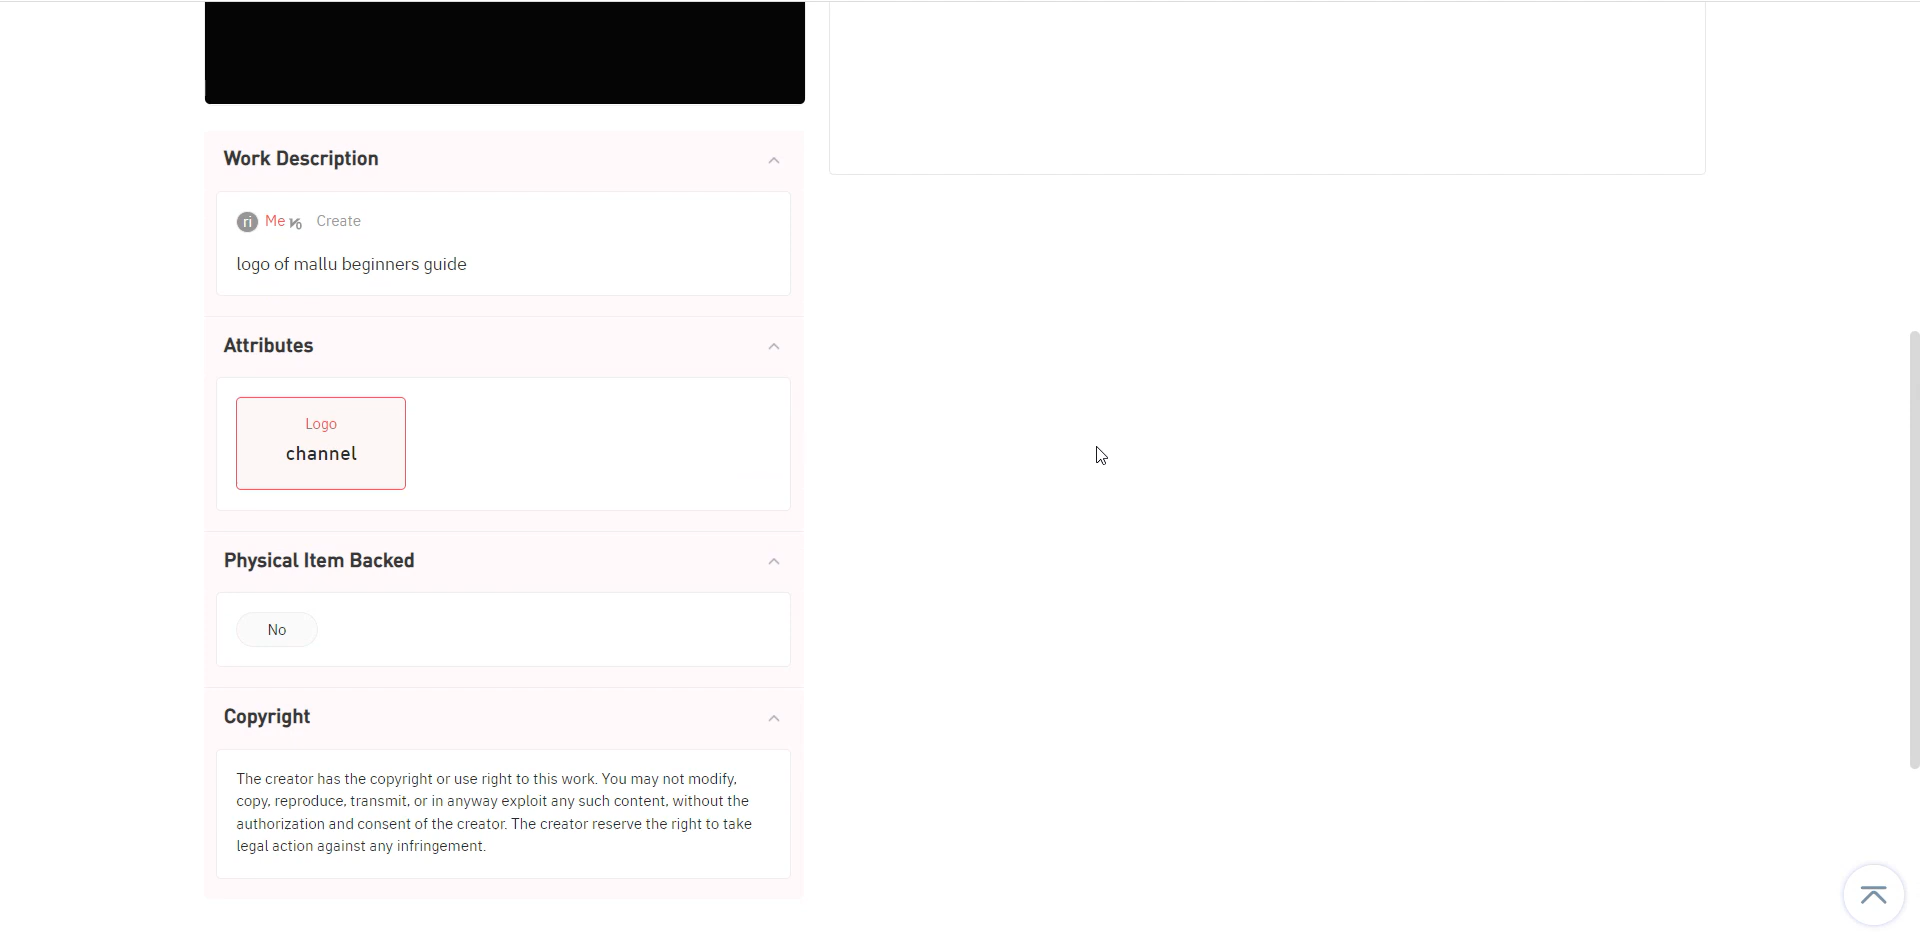 Work Description
ri Me V0 Create
logo of mallu beginners guide
Attributes
Logo
channel
Physical Item Backed
No
Copyright
The creator has the copyright or use right to this work. You may not modify,
copy, reproduce, transmit, or in anyway exploit any such content, without the
authorization and consent of the creator. The creator reserve the right to take
legal action against any infringement.